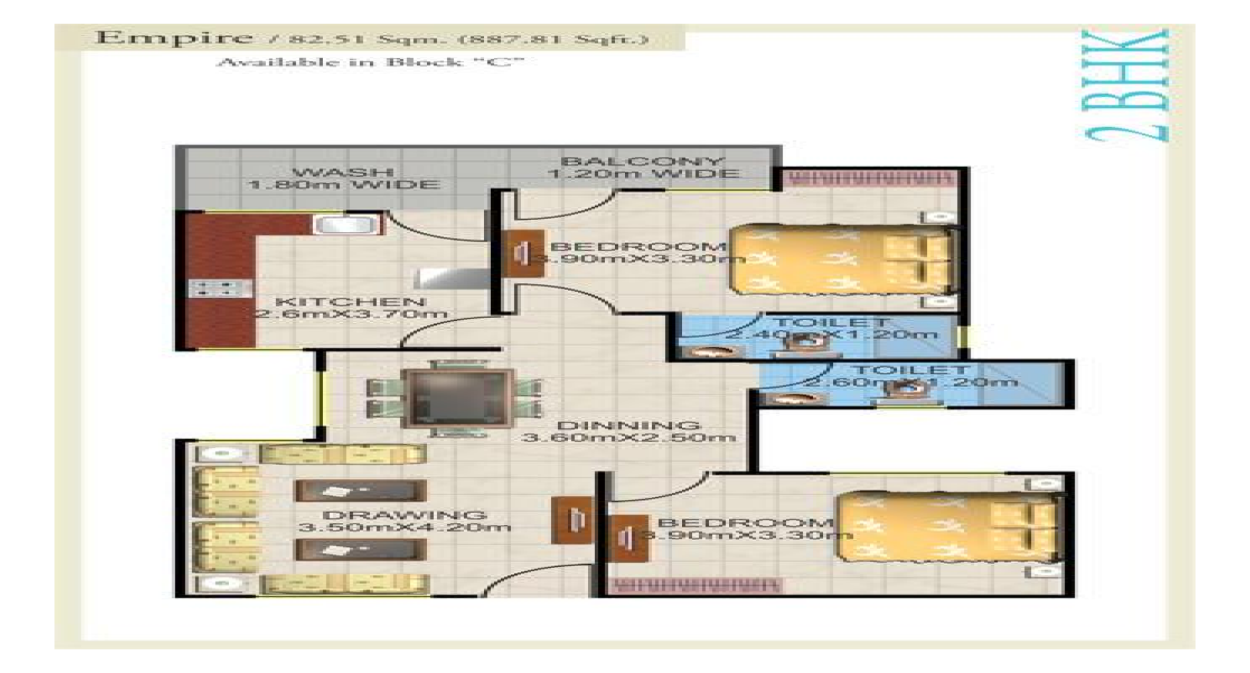 Empire / 82.51 Sqm. (887.81 Sqft.)
Available in Block "C"
2 BHK
WASH
1.80m WIDE
BALCONY
1.20m WIDE
BEDROOM
3.90mX3.30m
KITCHEN
2.6mX3.70m
TOILET
2.40mX1.20m
TOILET
2.60mX1.20m
DINNING
3.60mX2.50m
DRAWING
3.50mX4.20m
BEDROOM
3.90mX3.30m